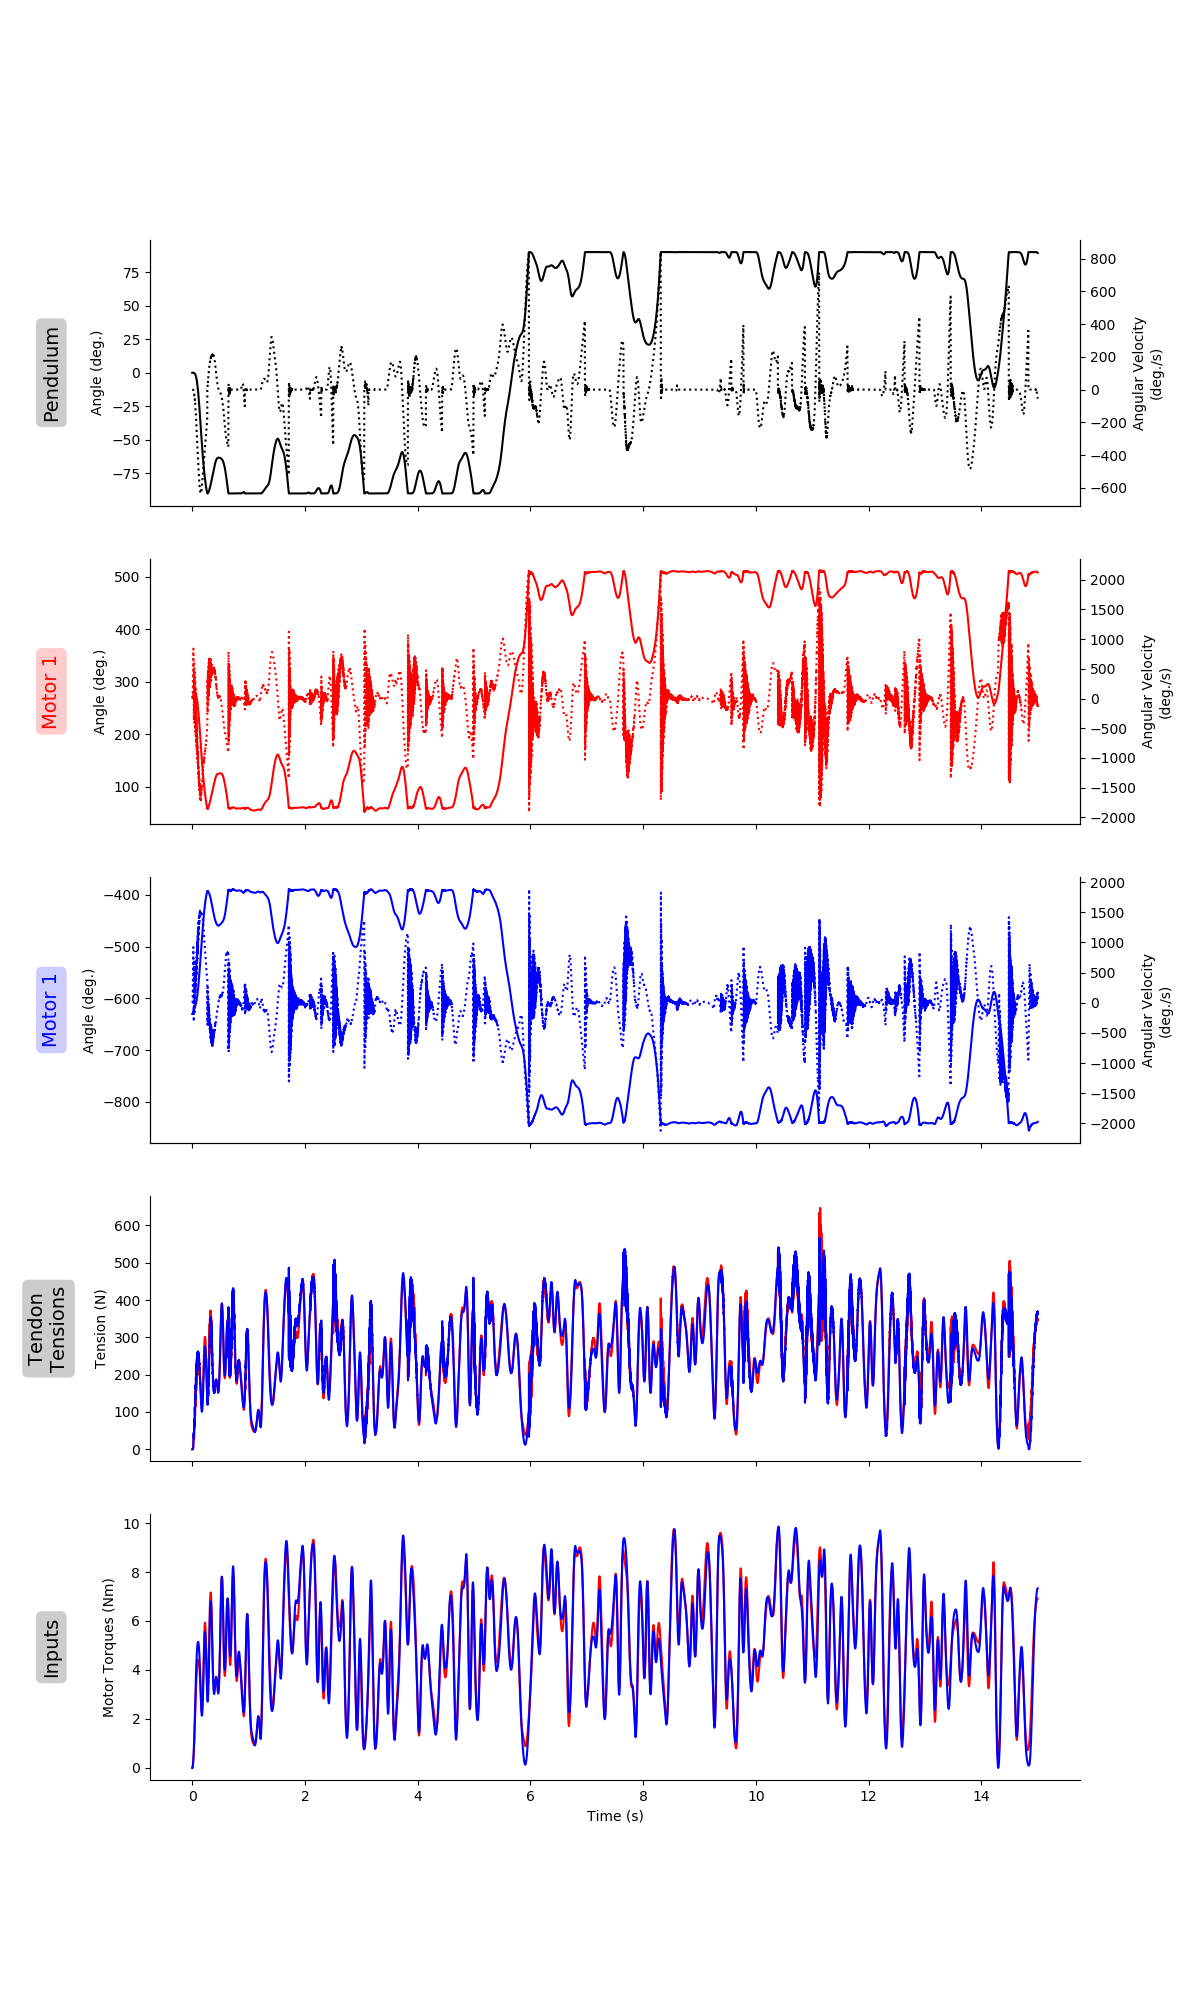 Pendulum
Angle (deg.)
75
50
25
0
−25
−50
−75
800
600
400
200
0
−200
−400
−600
Angular Velocity
(deg./s)
Motor 1
Angle (deg.)
500
400
300
200
100
2000
1500
1000
500
0
−500
−1000
−1500
−2000
Angular Velocity
(deg./s)
Motor 1
Angle (deg.)
−400
−500
−600
−700
−800
2000
1500
1000
500
0
−500
−1000
−1500
−2000
Angular Velocity
(deg./s)
Tendon
Tensions
Tension (N)
600
500
400
300
200
100
0
Inputs
Motor Torques (Nm)
10
8
6
4
2
0
0 2 4 6 8 10 12 14
Time (s)